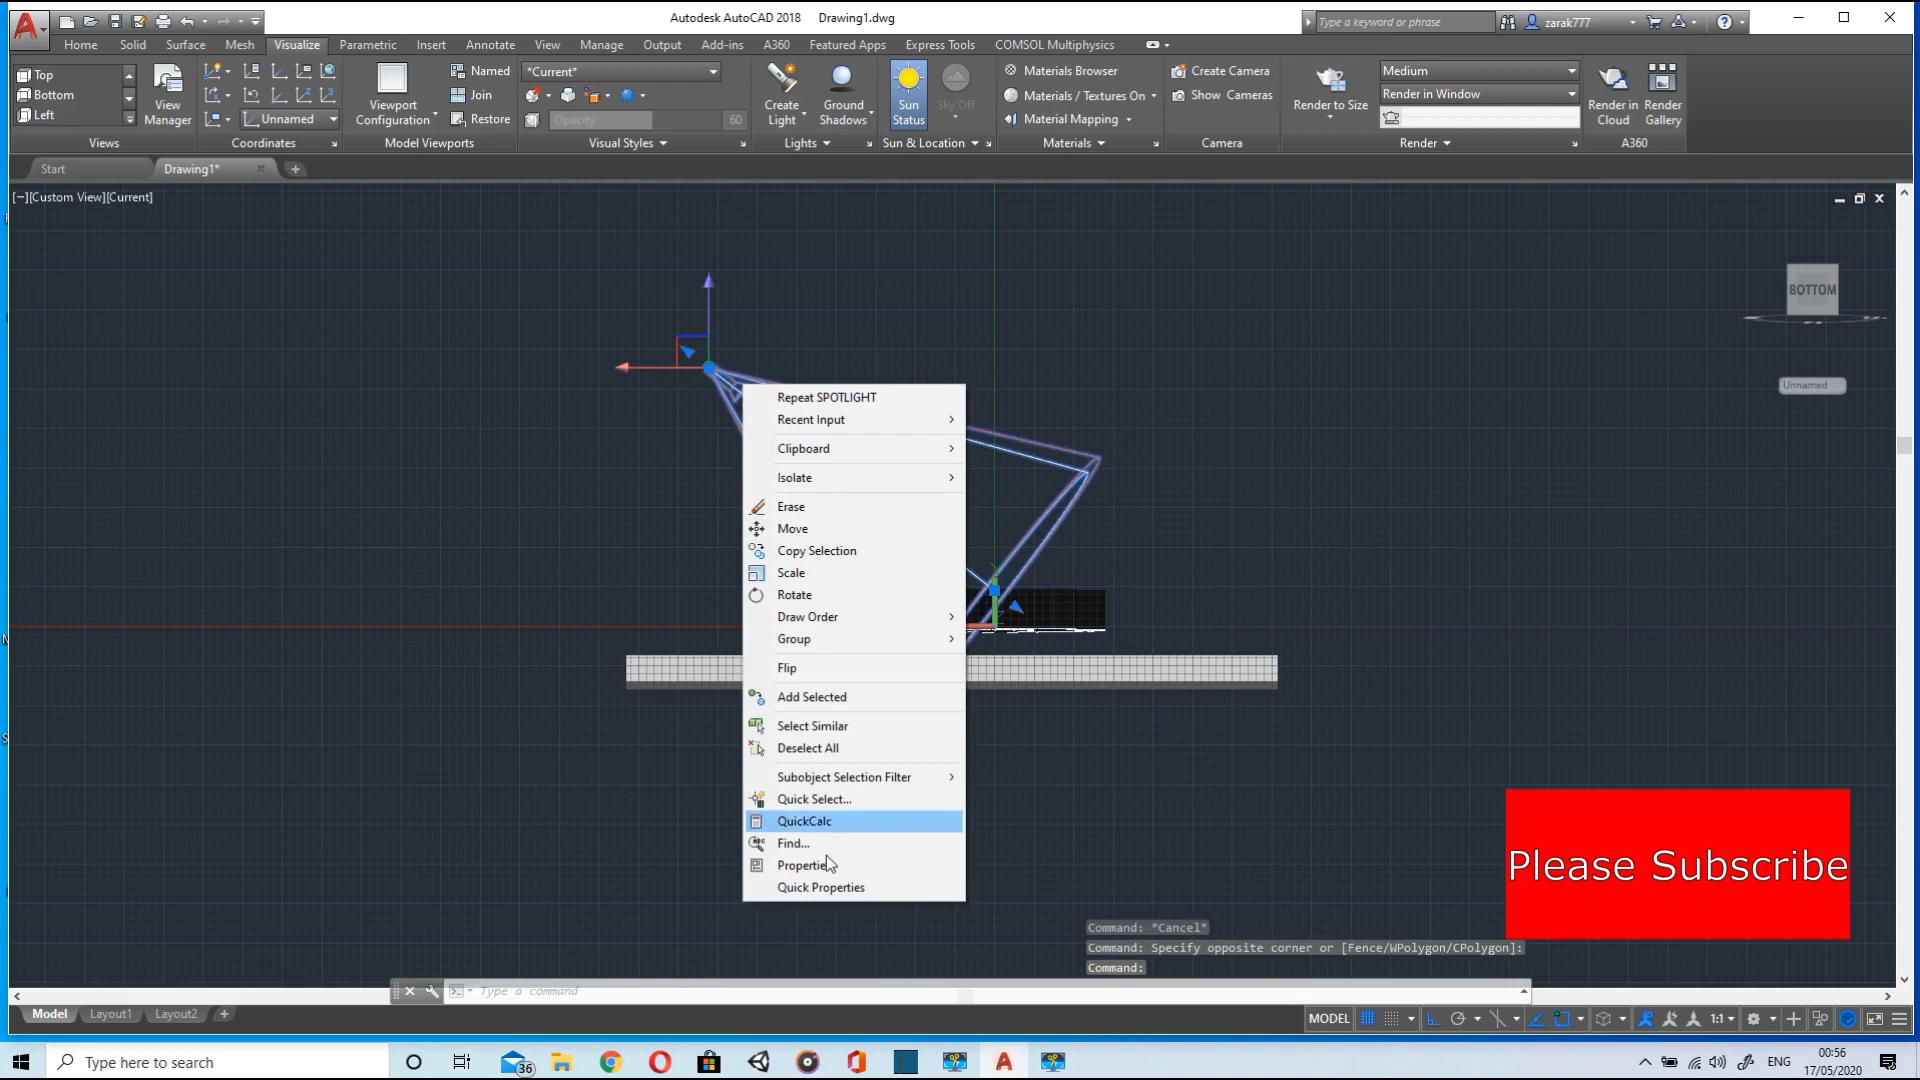 Autodesk AutoCAD 2018 Drawing1.dwg
Type a keyword or phrase
zarak777
Home Solid Surface Mesh Visualize Parametric Insert Annotate View Manage Output Add-ins A360 Featured Apps Express Tools COMSOL Multiphysics
Top
Bottom
Left
View
Manager
Unnamed
Viewport
Configuration
Named
Join
Restore
*Current*
Opacity 60
Create
Light
Ground
Shadows
Sun
Status
Sky Off
Materials Browser
Materials / Textures On
Material Mapping
Create Camera
Show Cameras
Render to Size
Medium
Render in Window
Render in
Cloud
Render
Gallery
Views Coordinates Model Viewports Visual Styles Lights Sun & Location Materials Camera Render A360
Start Drawing1*
[−][Custom View][Current]
BOTTOM
Unnamed
Repeat SPOTLIGHT
Recent Input
Clipboard
Isolate
Erase
Move
Copy Selection
Scale
Rotate
Draw Order
Group
Flip
Add Selected
Select Similar
Deselect All
Subobject Selection Filter
Quick Select...
QuickCalc
Find...
Quick Properties
Please Subscribe
Command: *Cancel*
Command: Specify opposite corner or [Fence/WPolygon/CPolygon]:
Command:
Type a command
Model Layout1 Layout2
MODEL 1:1
Type here to search
36
ENG
00:56
17/05/2020